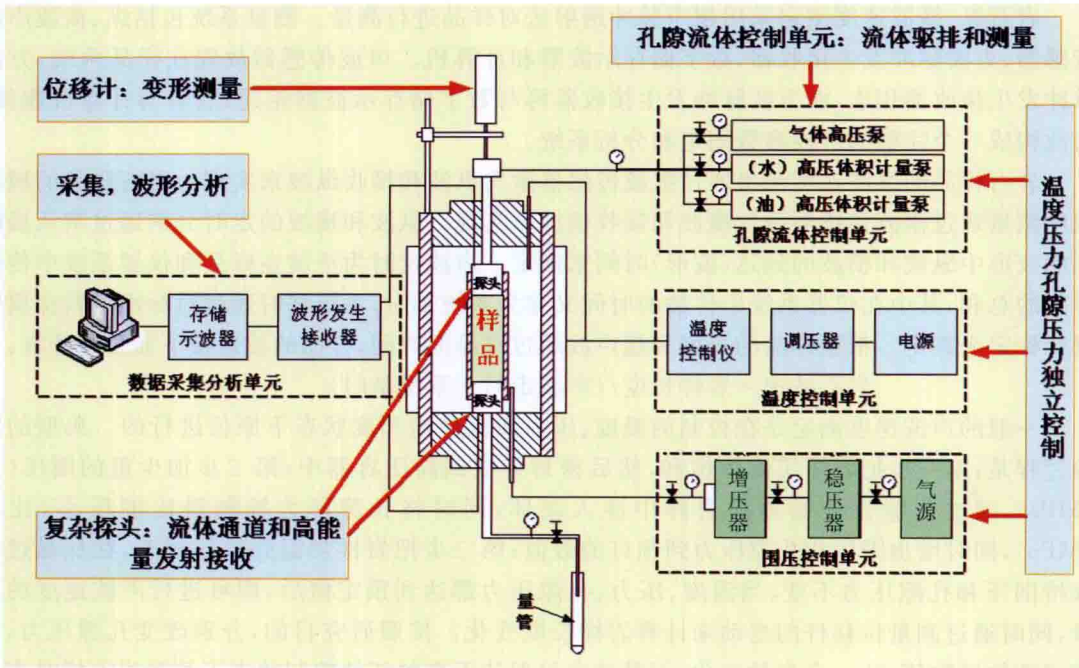 孔隙流体控制单元：流体驱排和测量
位移计：变形测量
采集，波形分析
气体高压泵
（水）高压体积计量泵
（油）高压体积计量泵
孔隙流体控制单元
存储
示波器
波形发生
接收器
数据采集分析单元
探头
样品
探头
温度
控制仪
调压器
电源
温度控制单元
温度压力孔隙压力独立控制
增压器
稳压器
气源
围压控制单元
复杂探头：流体通道和高能
量发射接收
量管